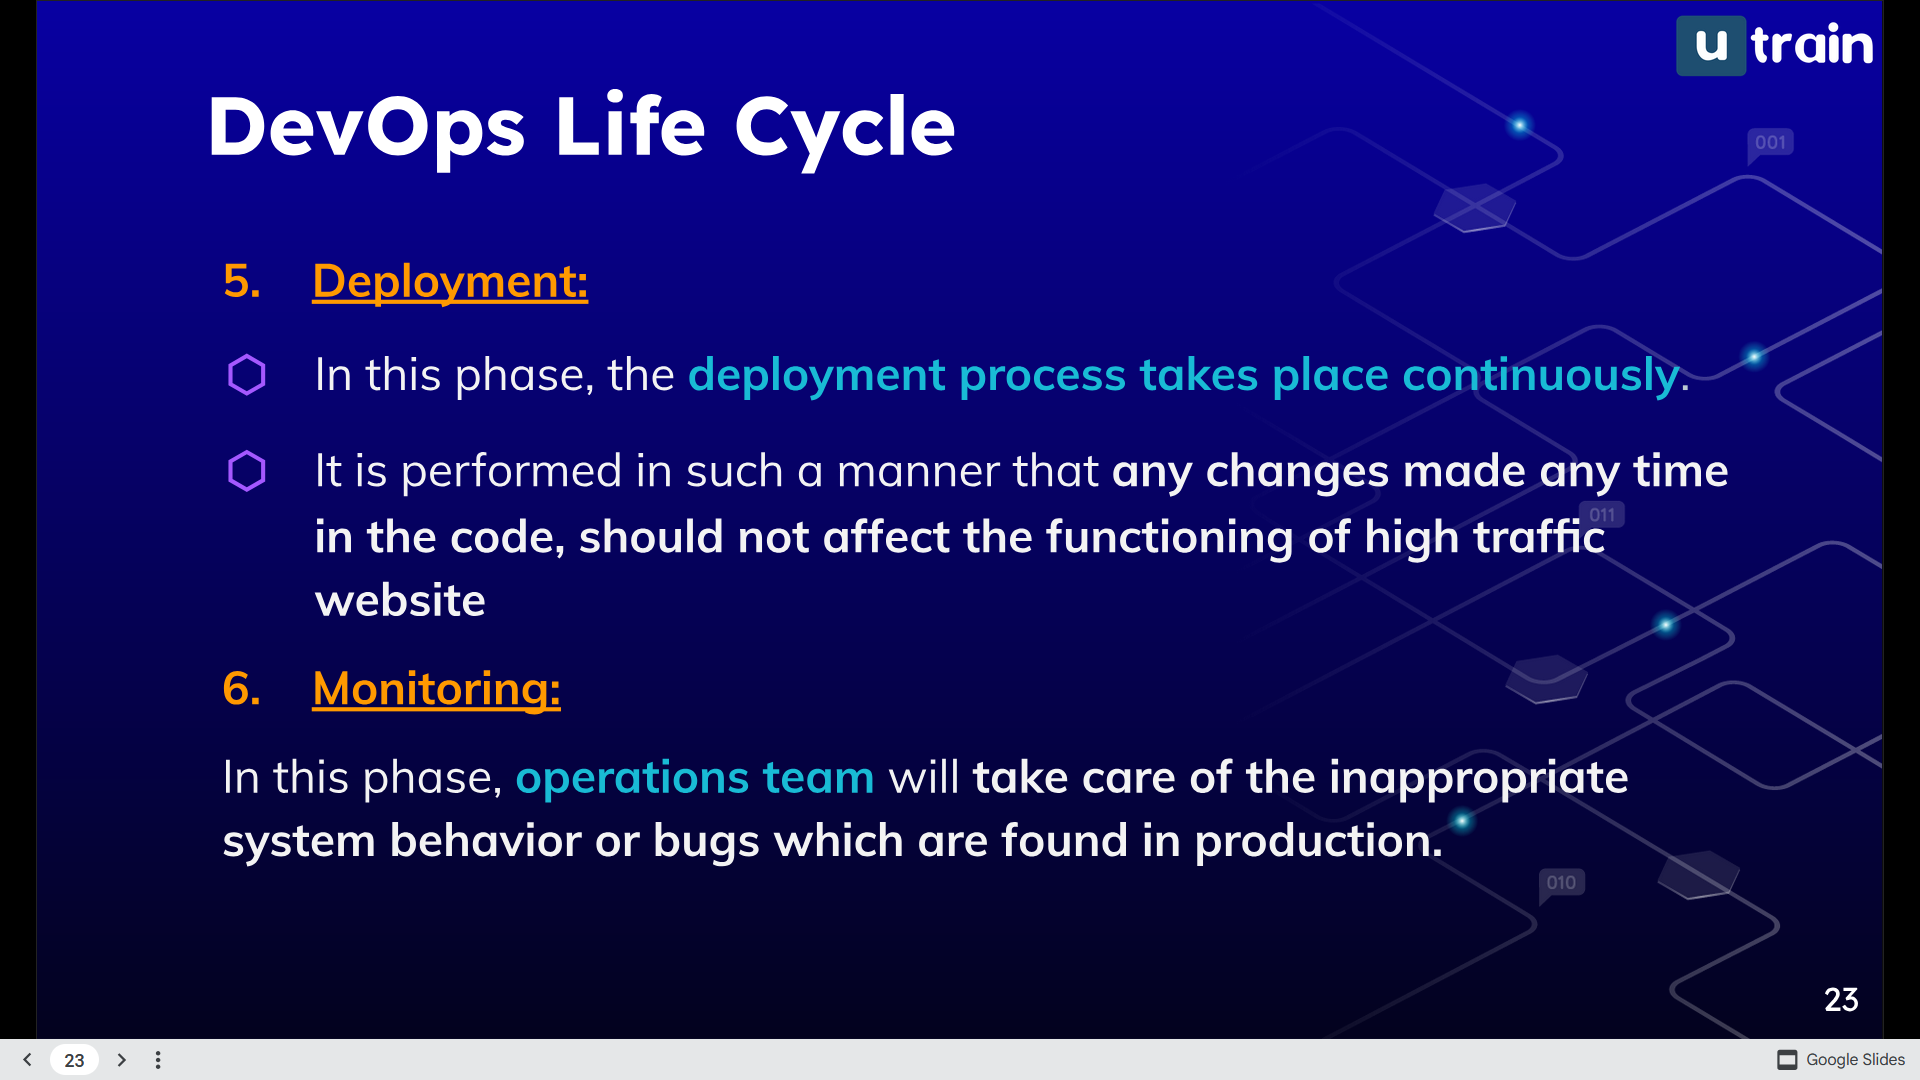 u train
DevOps Life Cycle
001
5. Deployment:
In this phase, the deployment process takes place continuously.
It is performed in such a manner that any changes made any time
011
in the code, should not affect the functioning of high traffic
website
6. Monitoring:
In this phase, operations team will take care of the inappropriate
system behavior or bugs which are found in production.
010
23
23
Google Slides